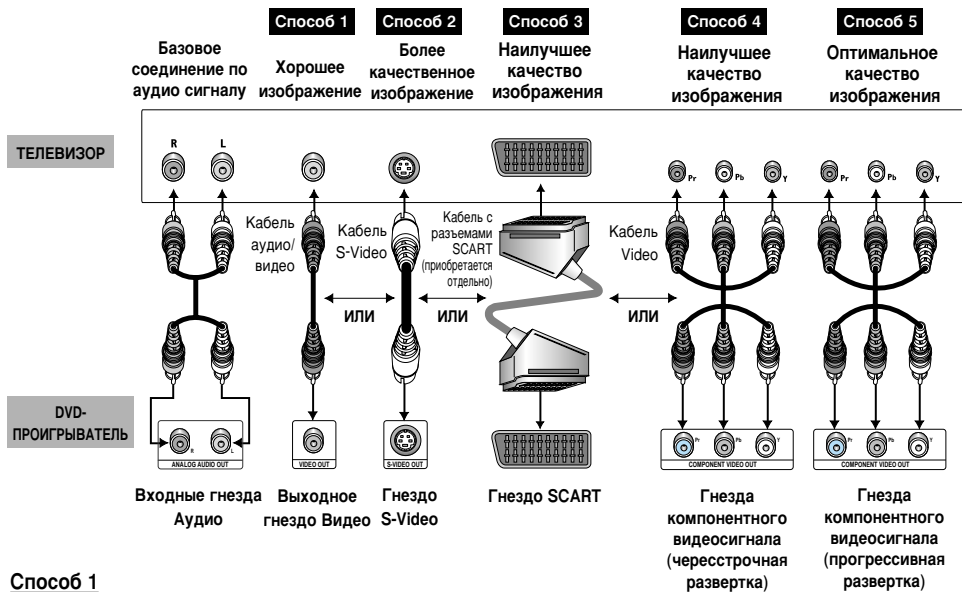 Способ 1
Способ 2
Способ 3
Способ 4
Способ 5
Базовое
соединение по
аудио сигналу
Хорошее
изображение
Более
качественное
изображение
Наилучшее
качество
изображения
Наилучшее
качество
изображения
Оптимальное
качество
изображения
ТЕЛЕВИЗОР
R
L
Pr
Pb
Y
Pr
Pb
Y
Кабель
аудио/
видео
Кабель
S-Video
Кабель с
разъемами
SCART
(приобретается
отдельно)
Кабель
Video
ИЛИ
ИЛИ
ИЛИ
DVD-
ПРОИГРЫВАТЕЛЬ
R
L
ANALOG AUDIO OUT
VIDEO OUT
S-VIDEO OUT
Pr
Pb
Y
COMPONENT VIDEO OUT
Pr
Pb
Y
COMPONENT VIDEO OUT
Входные гнезда
Аудио
Выходное
гнездо Видео
Гнездо
S-Video
Гнездо SCART
Гнезда
компонентного
видеосигнала
(чересстрочная
развертка)
Гнезда
компонентного
видеосигнала
(прогрессивная
развертка)
Способ 1